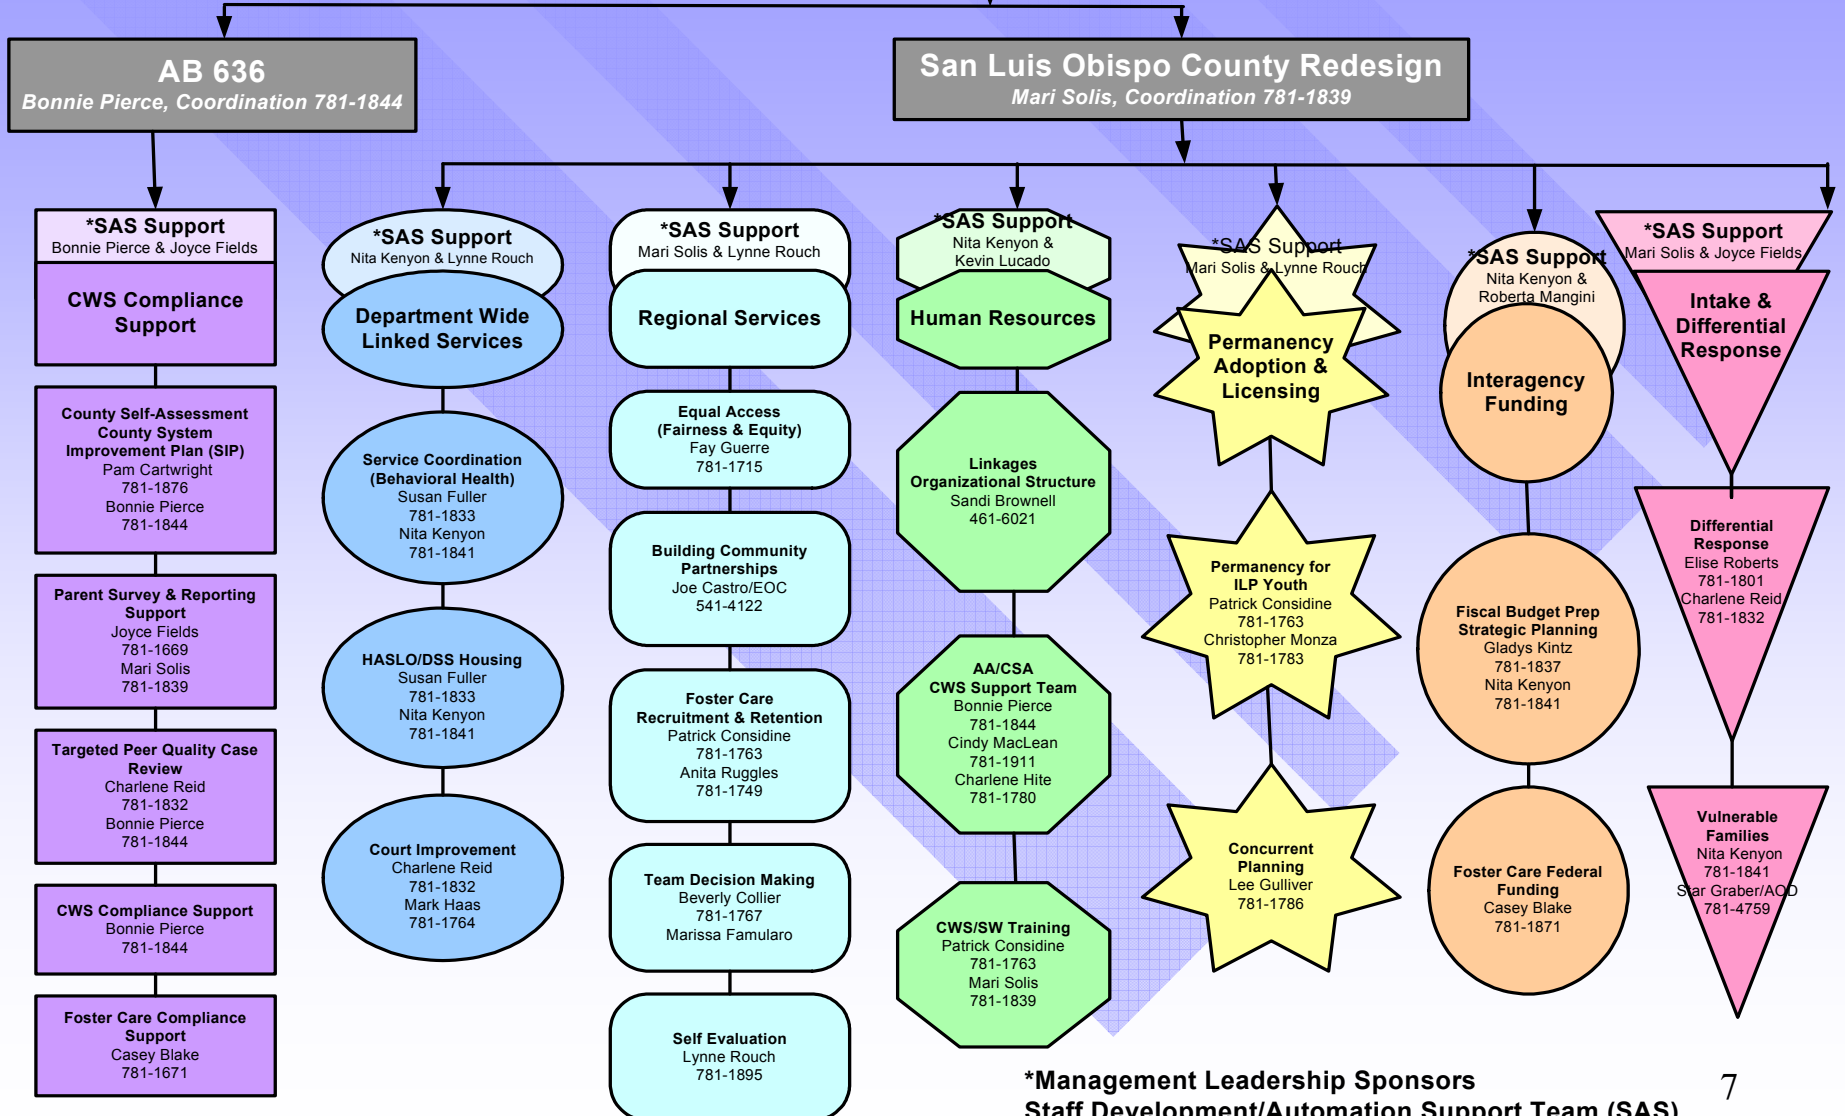 AB 636
Bonnie Pierce, Coordination 781-1844
San Luis Obispo County Redesign
Mari Solis, Coordination 781-1839
*SAS Support
Bonnie Pierce & Joyce Fields
CWS Compliance
Support
County Self-Assessment
County System
Improvement Plan (SIP)
Pam Cartwright
781-1876
Bonnie Pierce
781-1844
Parent Survey & Reporting
Support
Joyce Fields
781-1669
Mari Solis
781-1839
Targeted Peer Quality Case
Review
Charlene Reid
781-1832
Bonnie Pierce
781-1844
CWS Compliance Support
Bonnie Pierce
781-1844
Foster Care Compliance
Support
Casey Blake
781-1671
*SAS Support
Nita Kenyon & Lynne Rouch
Department Wide
Linked Services
Service Coordination
(Behavioral Health)
Susan Fuller
781-1833
Nita Kenyon
781-1841
HASLO/DSS Housing
Susan Fuller
781-1833
Nita Kenyon
781-1841
Court Improvement
Charlene Reid
781-1832
Mark Haas
781-1764
*SAS Support
Mari Solis & Lynne Rouch
Regional Services
Equal Access
(Fairness & Equity)
Fay Guerre
781-1715
Building Community
Partnerships
Joe Castro/EOC
541-4122
Foster Care
Recruitment & Retention
Patrick Considine
781-1763
Anita Ruggles
781-1749
Team Decision Making
Beverly Collier
781-1767
Marissa Famularo
Self Evaluation
Lynne Rouch
781-1895
*SAS Support
Nita Kenyon &
Kevin Lucado
Human Resources
Linkages
Organizational Structure
Sandi Brownell
461-6021
AA/CSA
CWS Support Team
Bonnie Pierce
781-1844
Cindy MacLean
781-1911
Charlene Hite
781-1780
CWS/SW Training
Patrick Considine
781-1763
Mari Solis
781-1839
*SAS Support
Mari Solis & Lynne Rouch
Permanency
Adoption &
Licensing
Permanency for
ILP Youth
Patrick Considine
781-1763
Christopher Monza
781-1783
Concurrent
Planning
Lee Gulliver
781-1786
*SAS Support
Nita Kenyon &
Roberta Mangini
Interagency
Funding
Fiscal Budget Prep
Strategic Planning
Gladys Kintz
781-1837
Nita Kenyon
781-1841
Foster Care Federal
Funding
Casey Blake
781-1871
*SAS Support
Mari Solis & Joyce Fields
Intake &
Differential
Response
Differential
Response
Elise Roberts
781-1801
Charlene Reid
781-1832
Vulnerable
Families
Nita Kenyon
781-1841
Star Graber/AOD
781-4759
*Management Leadership Sponsors
Staff Development/Automation Support Team (SAS)
7